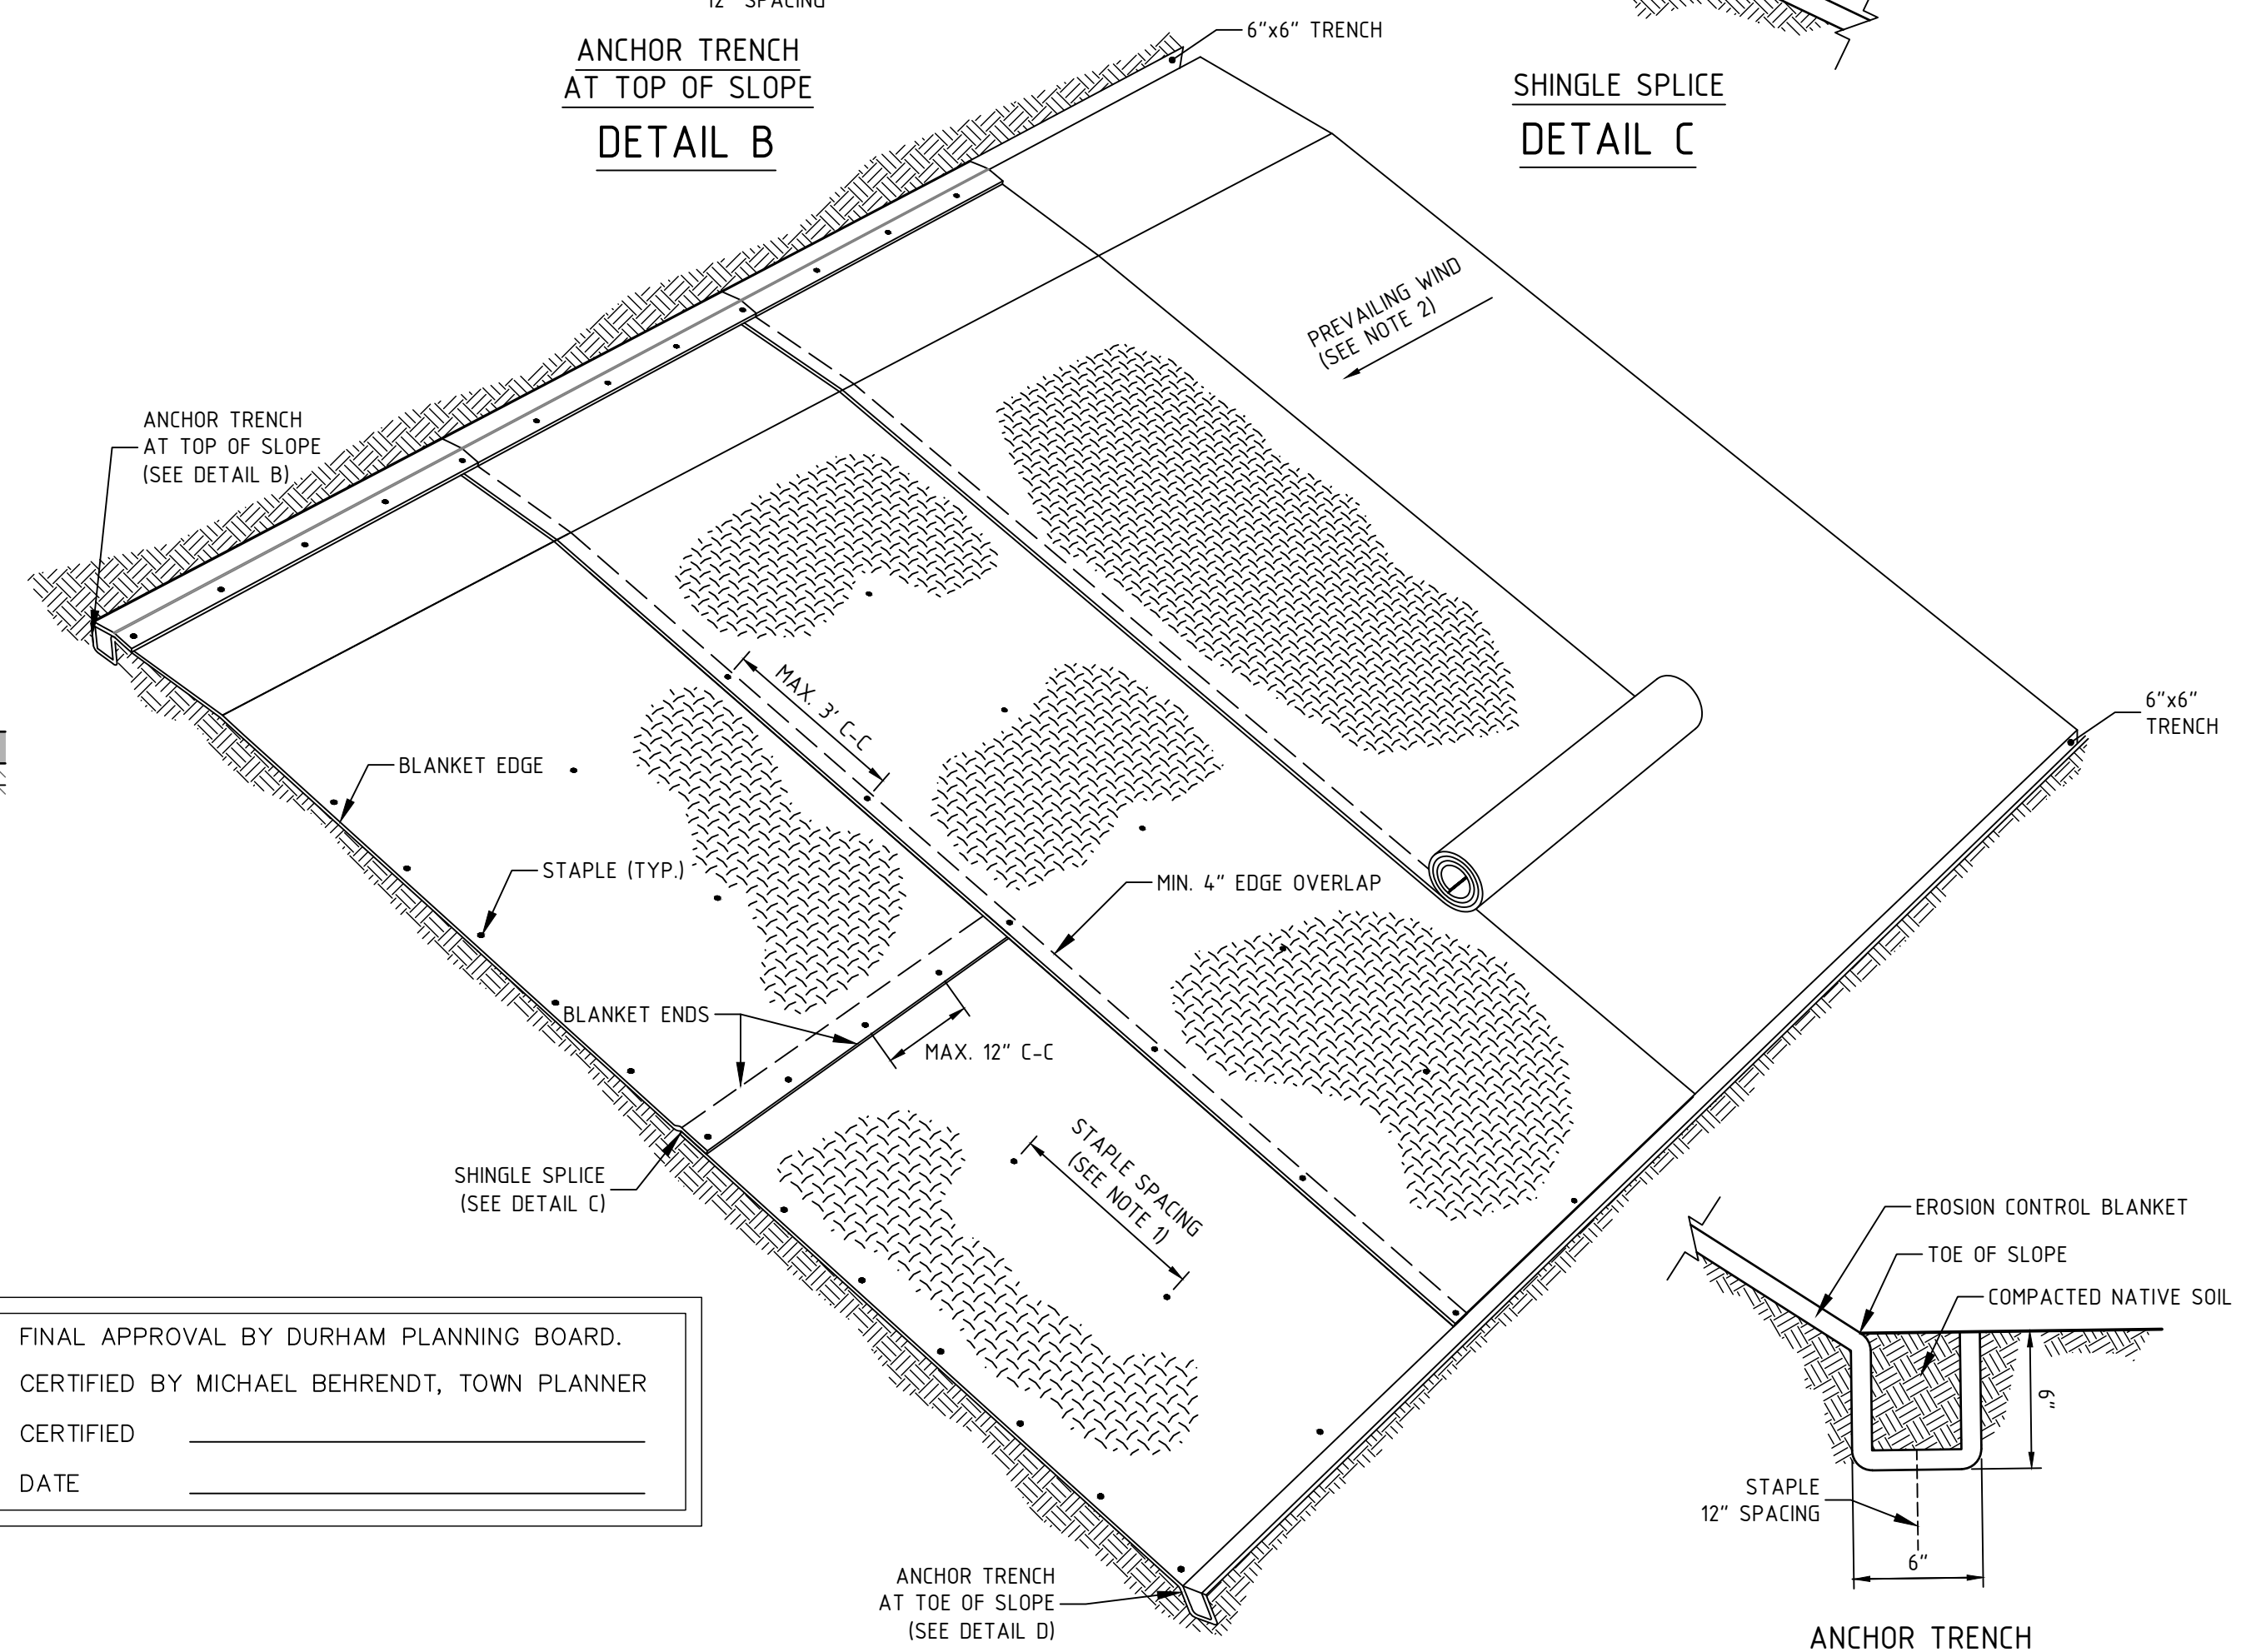 12" SPACING
ANCHOR TRENCH
AT TOP OF SLOPE
DETAIL B
6"x6" TRENCH
SHINGLE SPLICE
DETAIL C
PREVAILING WIND
(SEE NOTE 2)
ANCHOR TRENCH
AT TOP OF SLOPE
(SEE DETAIL B)
MAX. 3' C-C
6"x6"
TRENCH
BLANKET EDGE
STAPLE (TYP.)
MIN. 4" EDGE OVERLAP
BLANKET ENDS
MAX. 12" C-C
STAPLE SPACING
(SEE NOTE 1)
SHINGLE SPLICE
(SEE DETAIL C)
EROSION CONTROL BLANKET
TOE OF SLOPE
COMPACTED NATIVE SOIL
6"
STAPLE
12" SPACING
6"
ANCHOR TRENCH
FINAL APPROVAL BY DURHAM PLANNING BOARD.
CERTIFIED BY MICHAEL BEHRENDT, TOWN PLANNER
CERTIFIED
DATE
ANCHOR TRENCH
AT TOE OF SLOPE
(SEE DETAIL D)